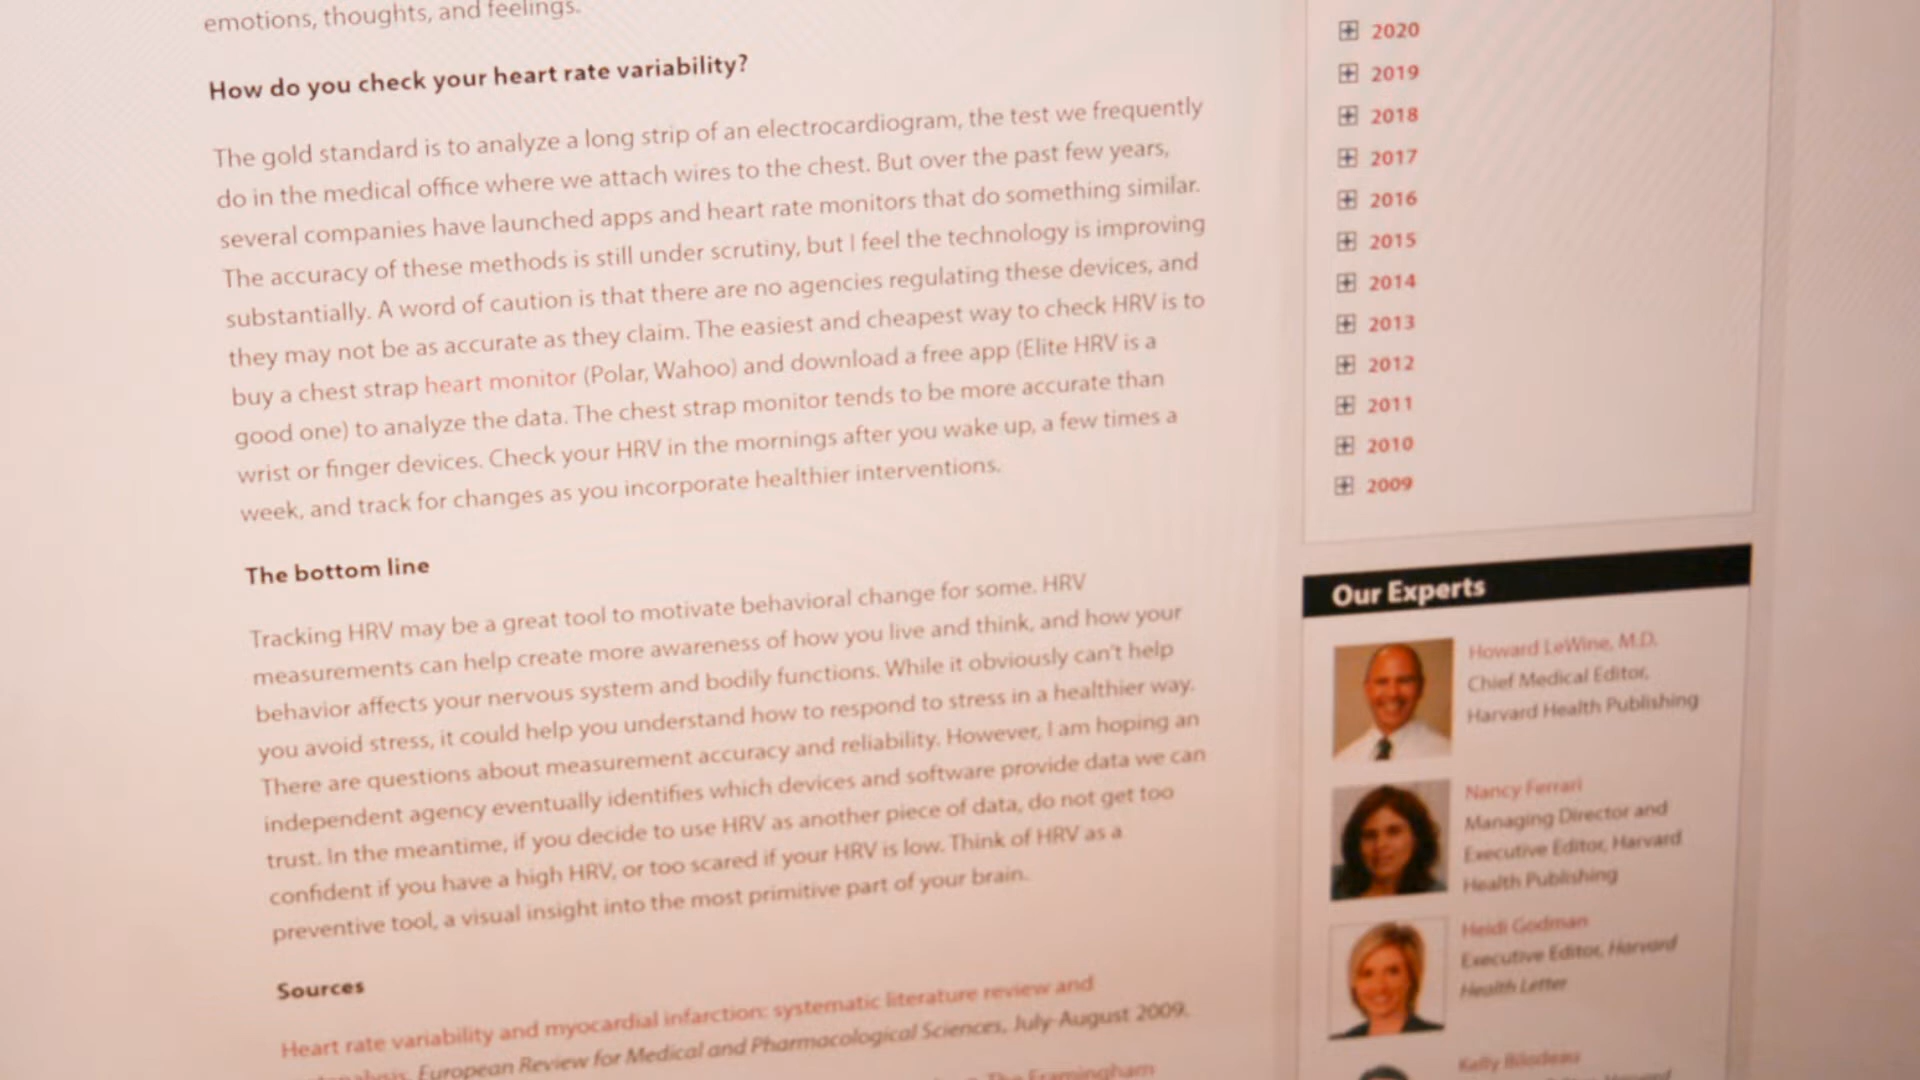 emotions, thoughts, and feelings.
How do you check your heart rate variability?
The gold standard is to analyze a long strip of an electrocardiogram, the test we frequently
do in the medical office where we attach wires to the chest. But over the past few years,
several companies have launched apps and heart rate monitors that do something similar.
The accuracy of these methods is still under scrutiny, but I feel the technology is improving
substantially. A word of caution is that there are no agencies regulating these devices, and
they may not be as accurate as they claim. The easiest and cheapest way to check HRV is to
buy a chest strap heart monitor (Polar, Wahoo) and download a free app (Elite HRV is a
good one) to analyze the data. The chest strap monitor tends to be more accurate than
wrist or finger devices. Check your HRV in the mornings after you wake up, a few times a
week, and track for changes as you incorporate healthier interventions.
The bottom line
Tracking HRV may be a great tool to motivate behavioral change for some. HRV
measurements can help create more awareness of how you live and think, and how your
behavior affects your nervous system and bodily functions. While it obviously can't help
you avoid stress, it could help you understand how to respond to stress in a healthier way.
There are questions about measurement accuracy and reliability. However, I am hoping an
independent agency eventually identifies which devices and software provide data we can
trust. In the meantime, if you decide to use HRV as another piece of data, do not get too
confident if you have a high HRV, or too scared if your HRV is low. Think of HRV as a
preventive tool, a visual insight into the most primitive part of your brain.
Sources
Heart rate variability and myocardial infarction: systematic literature review and
European Review for Medical and Pharmacological Sciences, July-August 2009.
The Framingham
2020
2019
2018
2017
2016
2015
2014
2013
2012
2011
2010
2009
Our Experts
Howard LeWine, M.D.
Chief Medical Editor,
Harvard Health Publishing
Nancy Ferrari
Managing Director and
Executive Editor, Harvard
Health Publishing
Heidi Godman
Executive Editor, Harvard
Health Letter
Kelly Bilodeau